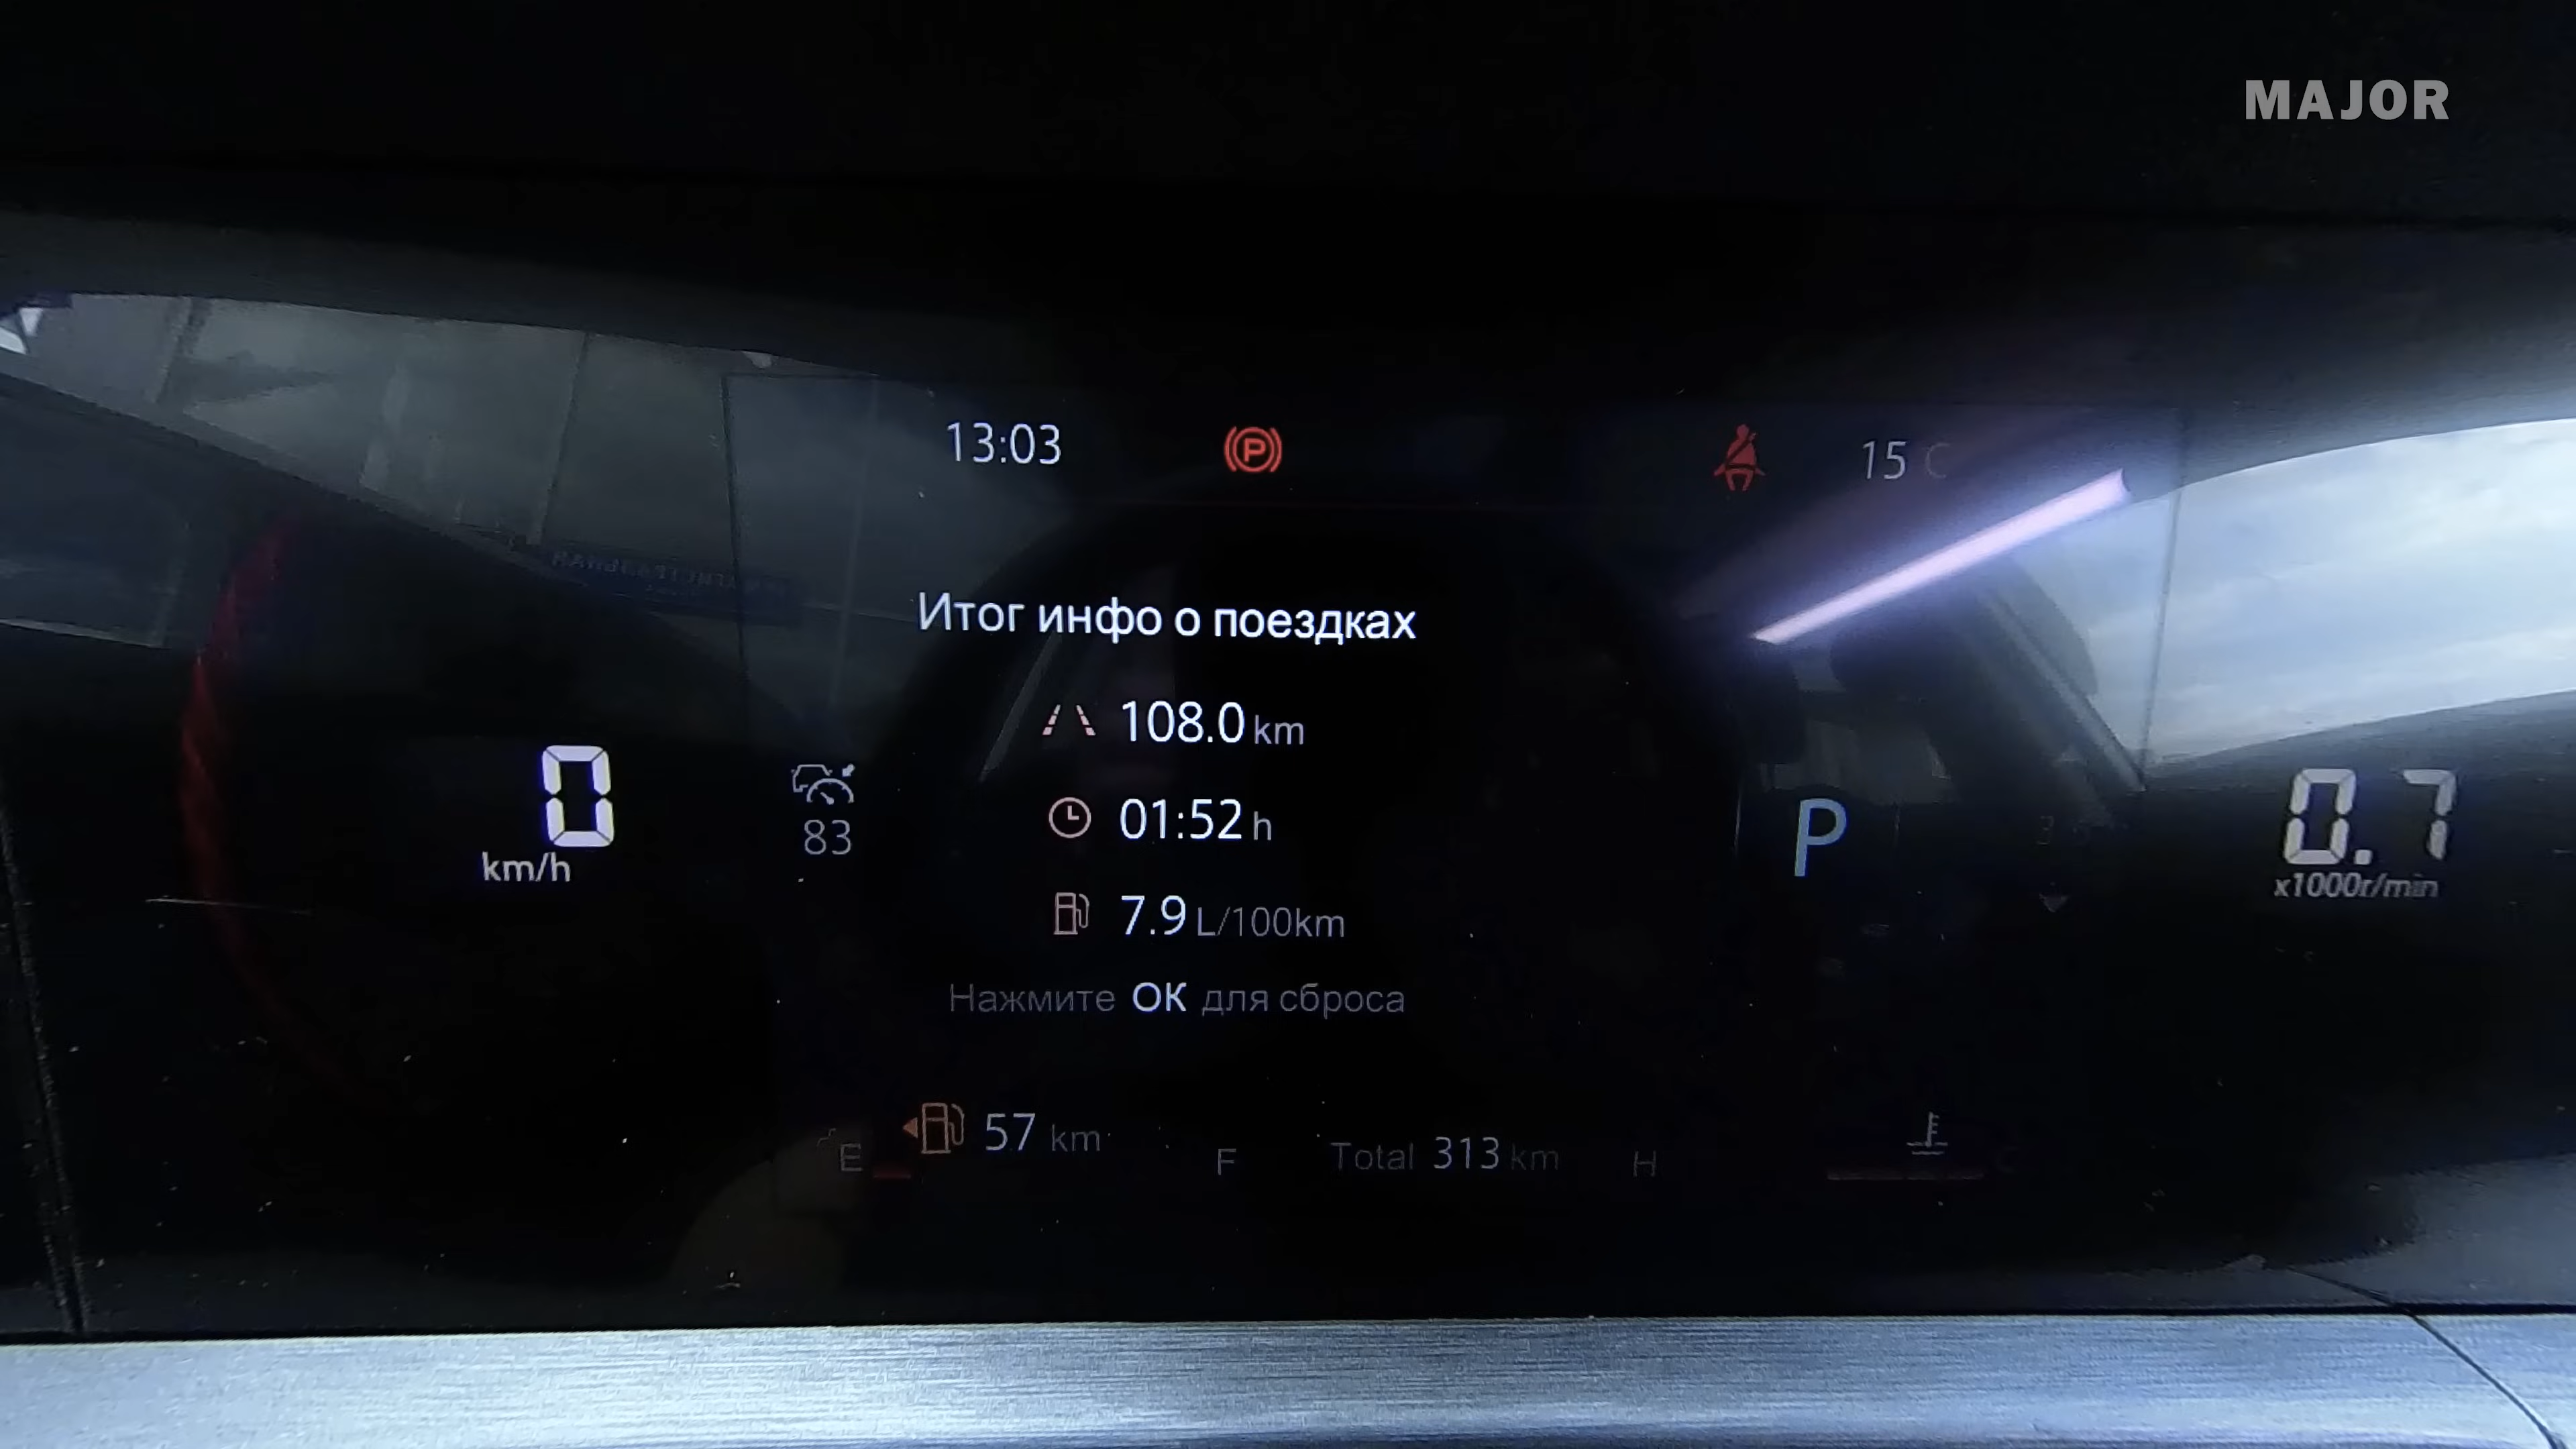 MAJOR
13:03
15 C
Итог инфо о поездках
108.0 km
0
km/h
83
01:52 h
P
0.7
x1000r/min
7.9 L/100km
Нажмите OK для сброса
57 km
E
F
Total 313 km
H